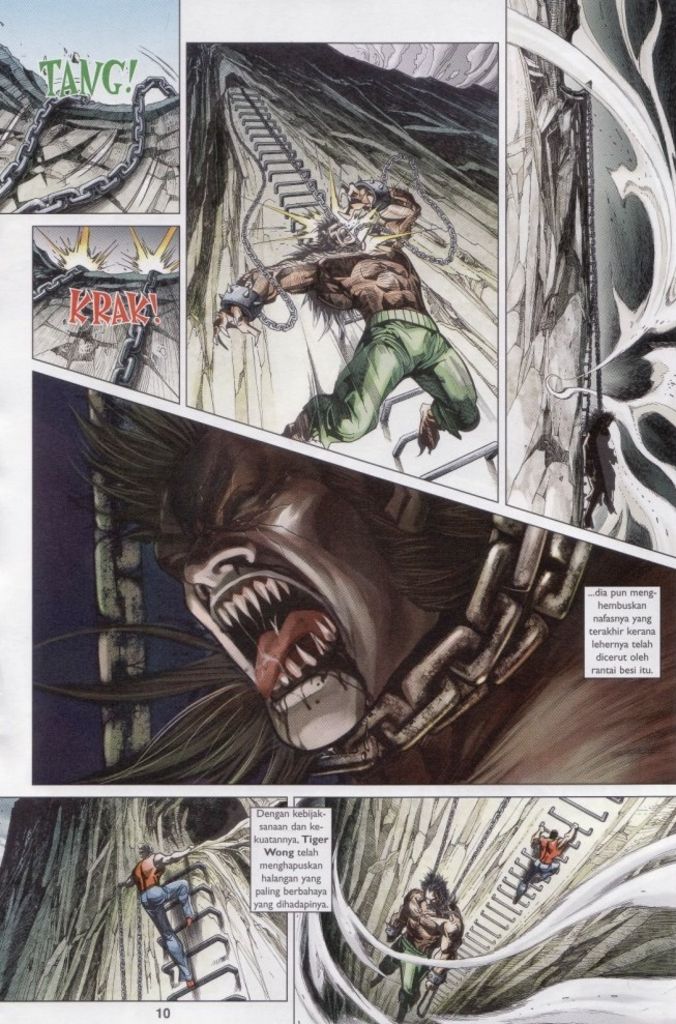 TANG!
KRAK!
...dia pun meng-
hembuskan
nafasnya yang
terakhir kerana
lehernya telah
dicerut oleh
rantai besi itu.
Dengan kebijak-
sanaan dan ke-
kuatannya, Tiger
Wong telah
menghapuskan
halangan yang
paling berbahaya
yang dihadapinya.
10